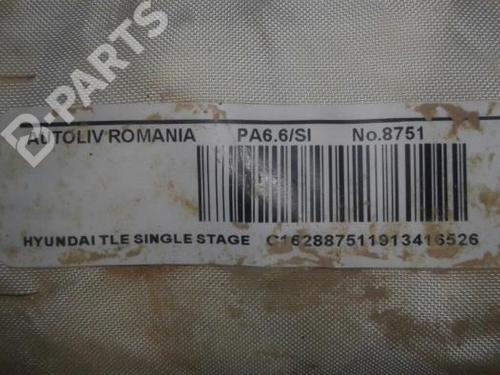 D-PARTS
AUTOLIV ROMANIA PA6.6/SI No.8751
HYUNDAI TLE SINGLE STAGE C162887511913416526